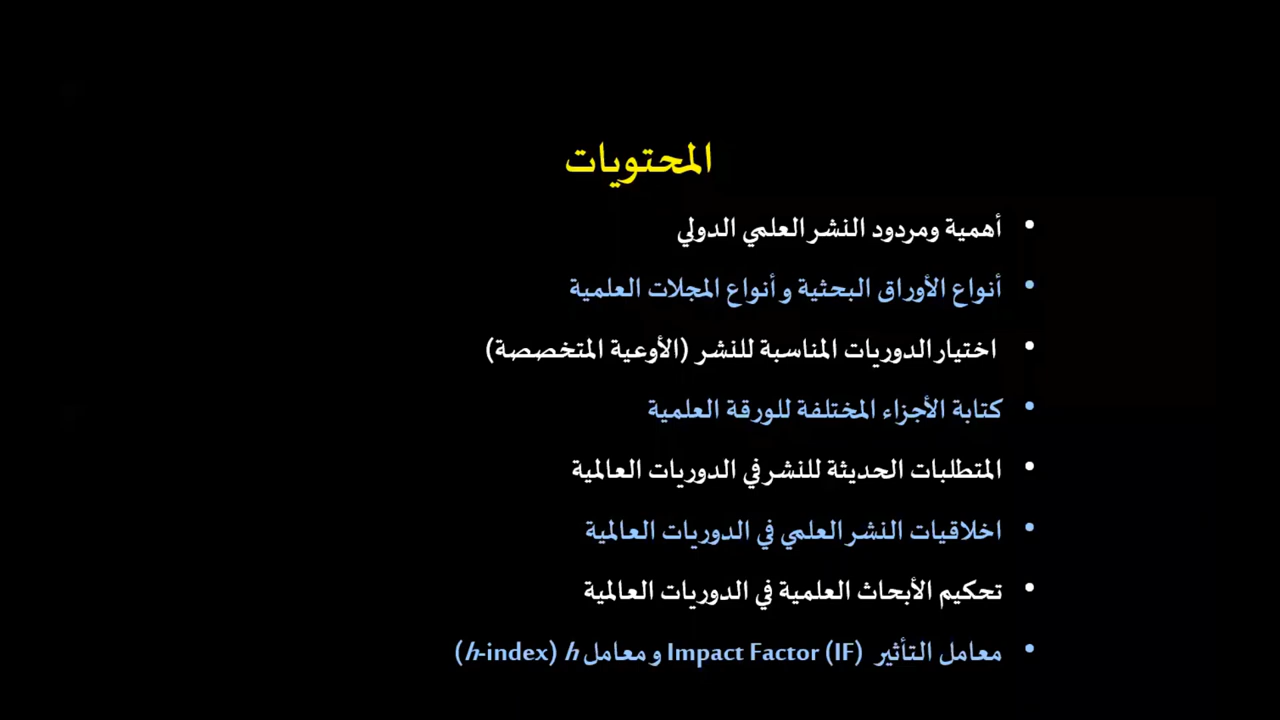 المحتويات
• أهمية ومردود النشر العلمي الدولي
• أنواع الأوراق البحثية و أنواع المجلات العلمية
• اختيار الدوريات المناسبة للنشر (الأوعية المتخصصة)
• كتابة الأجزاء المختلفة للورقة العلمية
• المتطلبات الحديثة للنشر في الدوريات العالمية
• اخلاقيات النشر العلمي في الدوريات العالمية
• تحكيم الأبحاث العلمية في الدوريات العالمية
• معامل التأثير Impact Factor (IF) و معامل h (h-index)